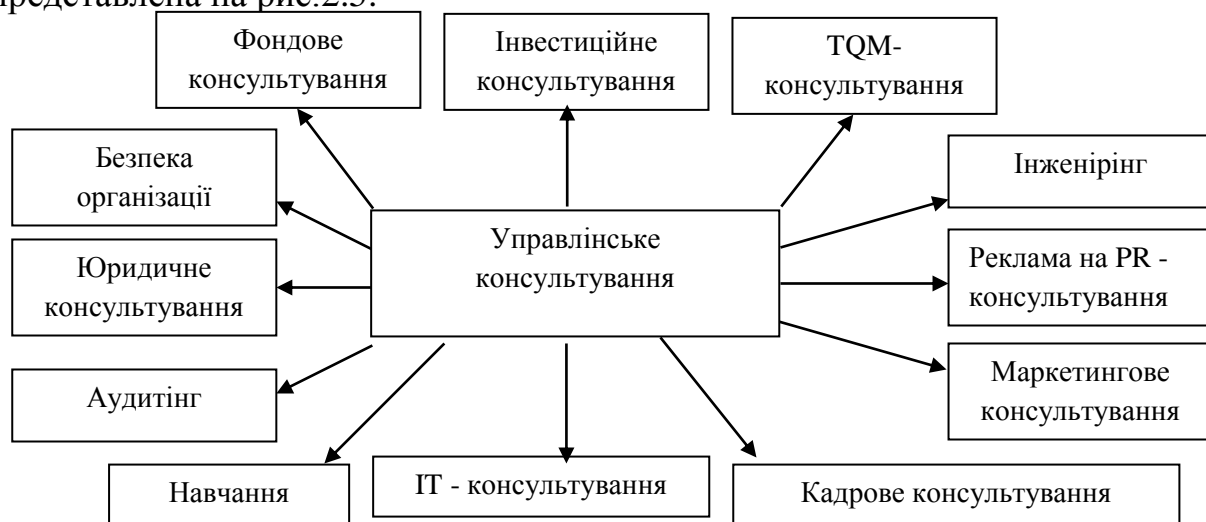 представлена на рис.2.3.
Фондове
консультування
Інвестиційне
консультування
TQM-
консультування
Безпека
організації
Інженірінг
Управлінське
консультування
Юридичне
консультування
Реклама на PR -
консультування
Аудитінг
Маркетингове
консультування
Навчання
ІТ - консультування
Кадрове консультування